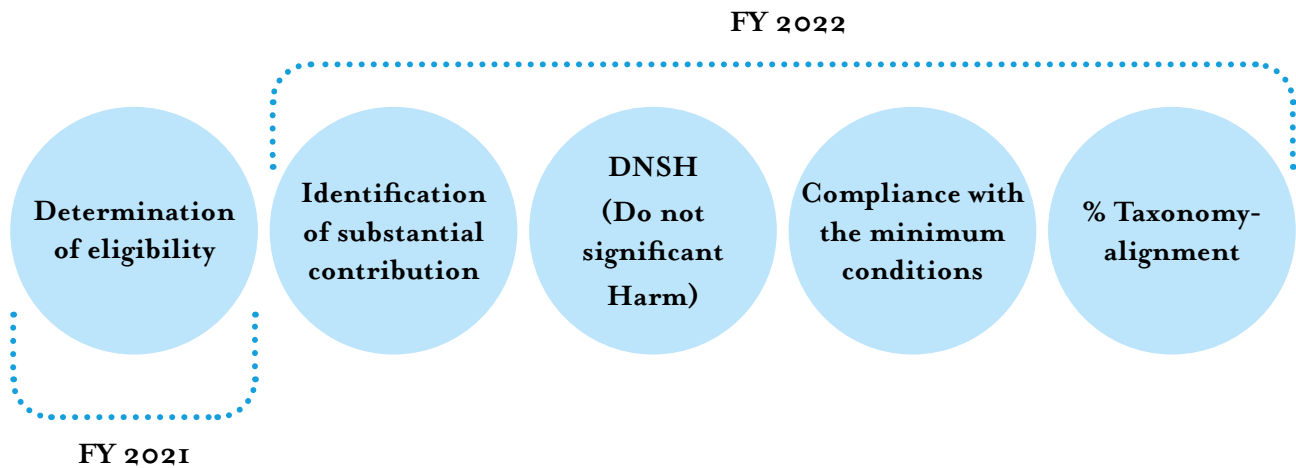 FY 2022
Determination
of eligibility
Identification
of substantial
contribution
DNSH
(Do not
significant
Harm)
Compliance with
the minimum
conditions
% Taxonomy-
alignment
FY 2021